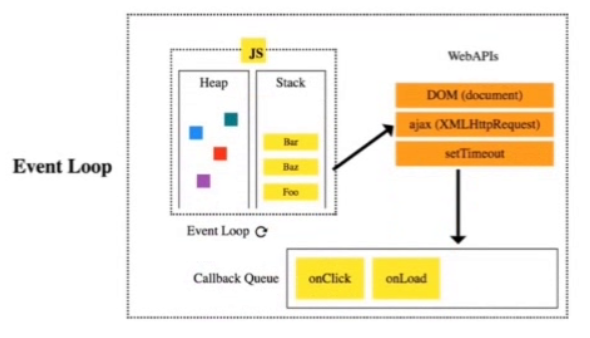 Event Loop
JS
Heap
Stack
Bar
Baz
Foo
Event Loop
WebAPIs
DOM (document)
ajax (XMLHttpRequest)
setTimeout
Callback Queue
onClick
onLoad